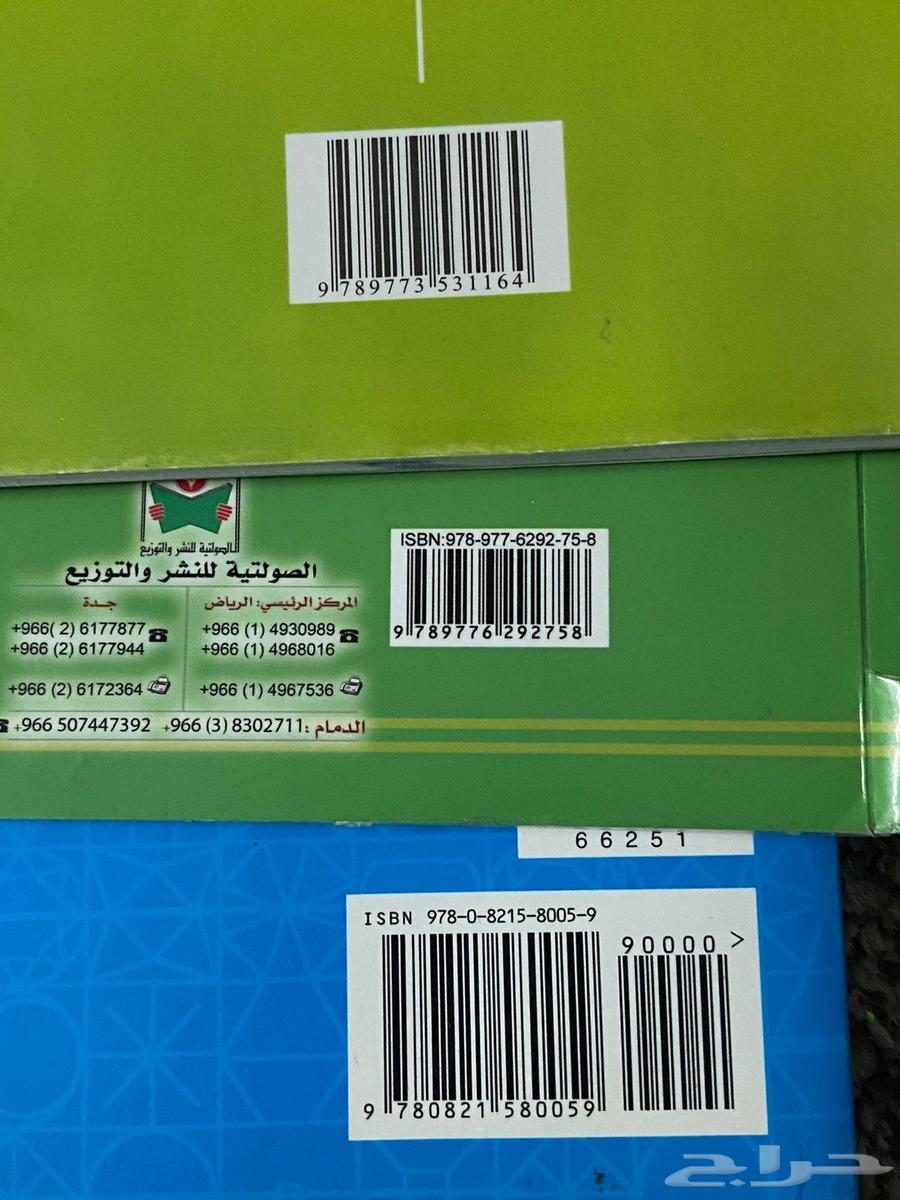 9 789773 531164
الصولتية للنشر والتوزيع
الصولتية للنشر والتوزيع
المركز الرئيسي: الرياض
+966 (1) 4930989
+966 (1) 4968016
+966 (1) 4967536
جدة
+966( 2) 6177877
+966 (2) 6177944
+966 (2) 6172364
الدمام: +966 (3) 8302711 +966 507447392
ISBN:978-977-6292-75-8
9 789776 292758
66251
ISBN 978-0-8215-8005-9
90000 >
9 780821 580059
حراج